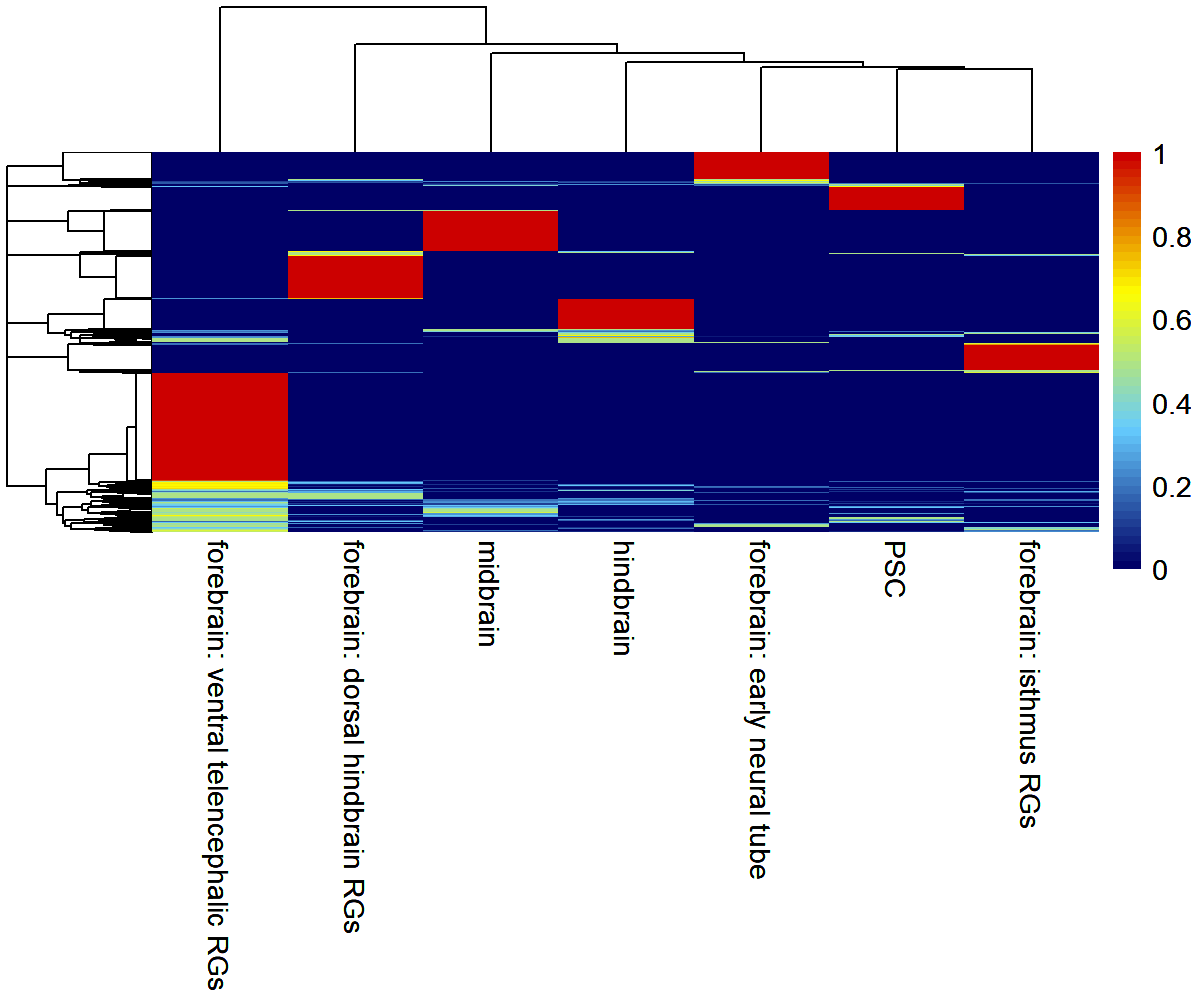 1
0.8
0.6
0.4
0.2
0
forebrain: ventral telencephalic RGs
forebrain: dorsal hindbrain RGs
midbrain
hindbrain
forebrain: early neural tube
PSC
forebrain: isthmus RGs